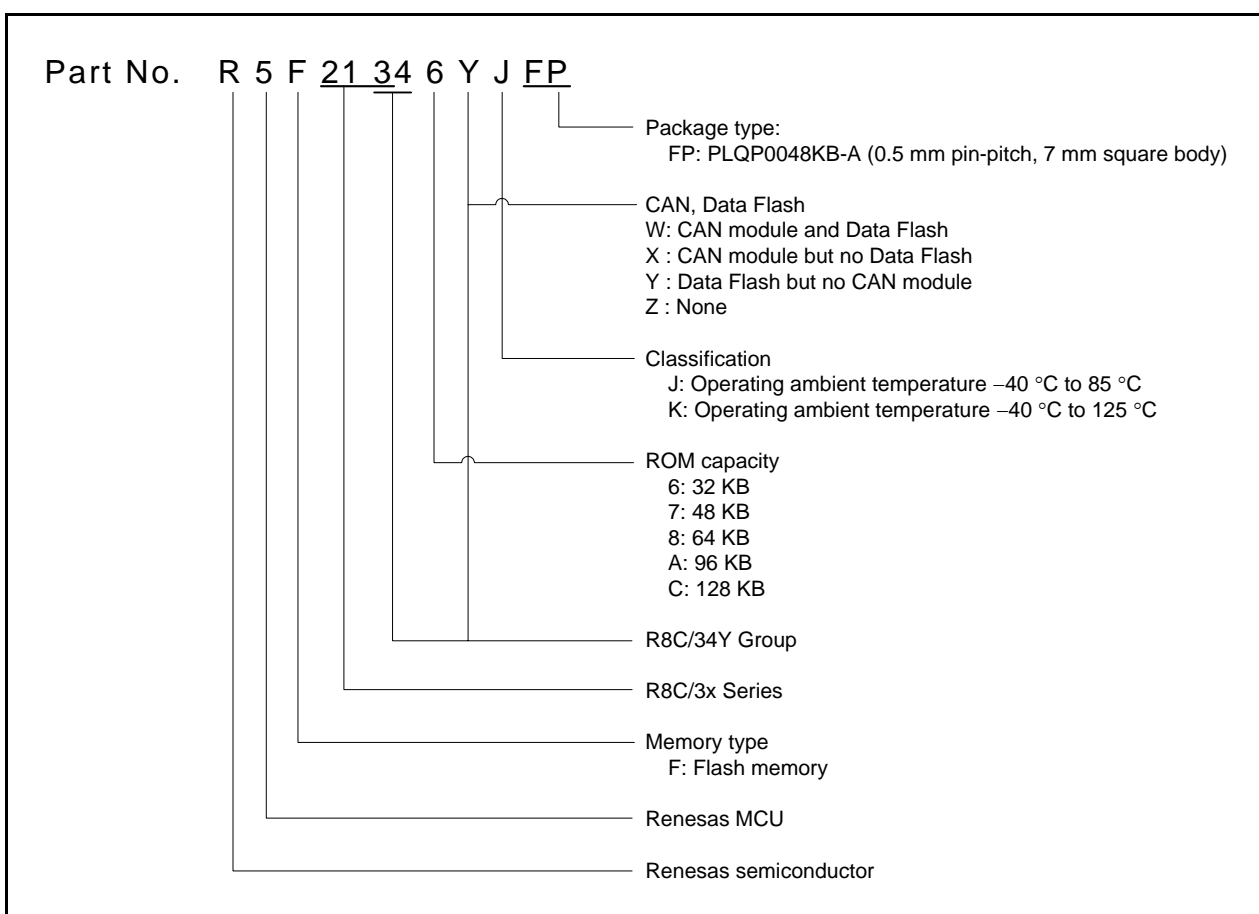 Part No. R 5 F 21 34 6 Y J FP
Package type:
FP: PLQP0048KB-A (0.5 mm pin-pitch, 7 mm square body)
CAN, Data Flash
W: CAN module and Data Flash
X : CAN module but no Data Flash
Y : Data Flash but no CAN module
Z : None
Classification
J: Operating ambient temperature −40 °C to 85 °C
K: Operating ambient temperature −40 °C to 125 °C
ROM capacity
6: 32 KB
7: 48 KB
8: 64 KB
A: 96 KB
C: 128 KB
R8C/34Y Group
R8C/3x Series
Memory type
F: Flash memory
Renesas MCU
Renesas semiconductor